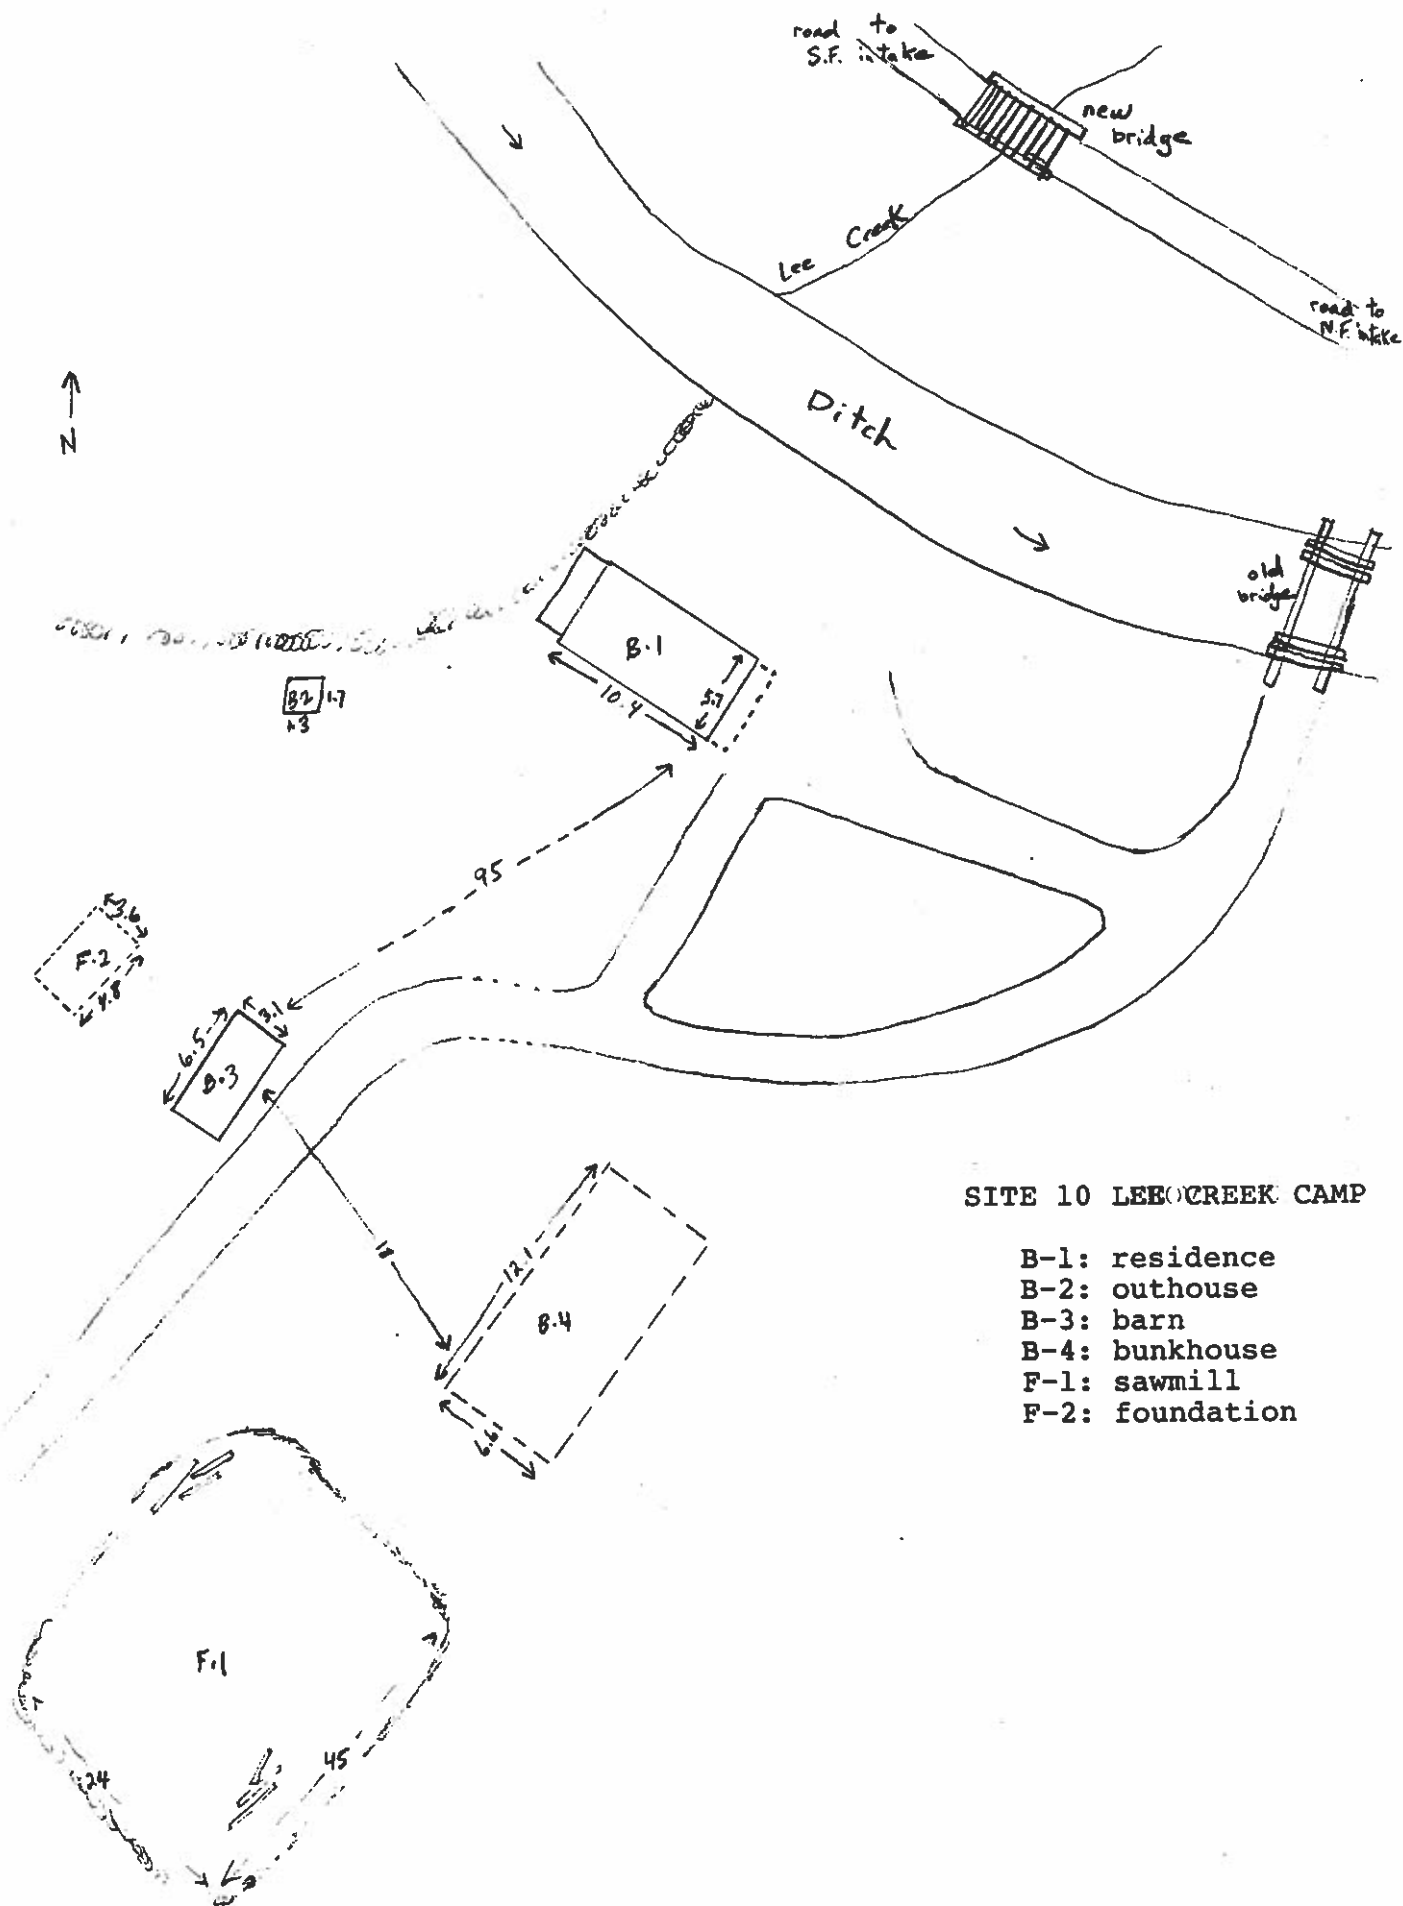 road to
S.F. intake
new
bridge
Lee Creek
road to
N.F. intake
N
Ditch
old
bridge
B.1
10.4
5.7
B2
1.7
95
3.6
F.2
4.8
3.1
6.5
B.3
18
12.1
B.4
6.6
SITE 10 LEE CREEK CAMP
B-1: residence
B-2: outhouse
B-3: barn
B-4: bunkhouse
F-1: sawmill
F-2: foundation
F.1
24
45